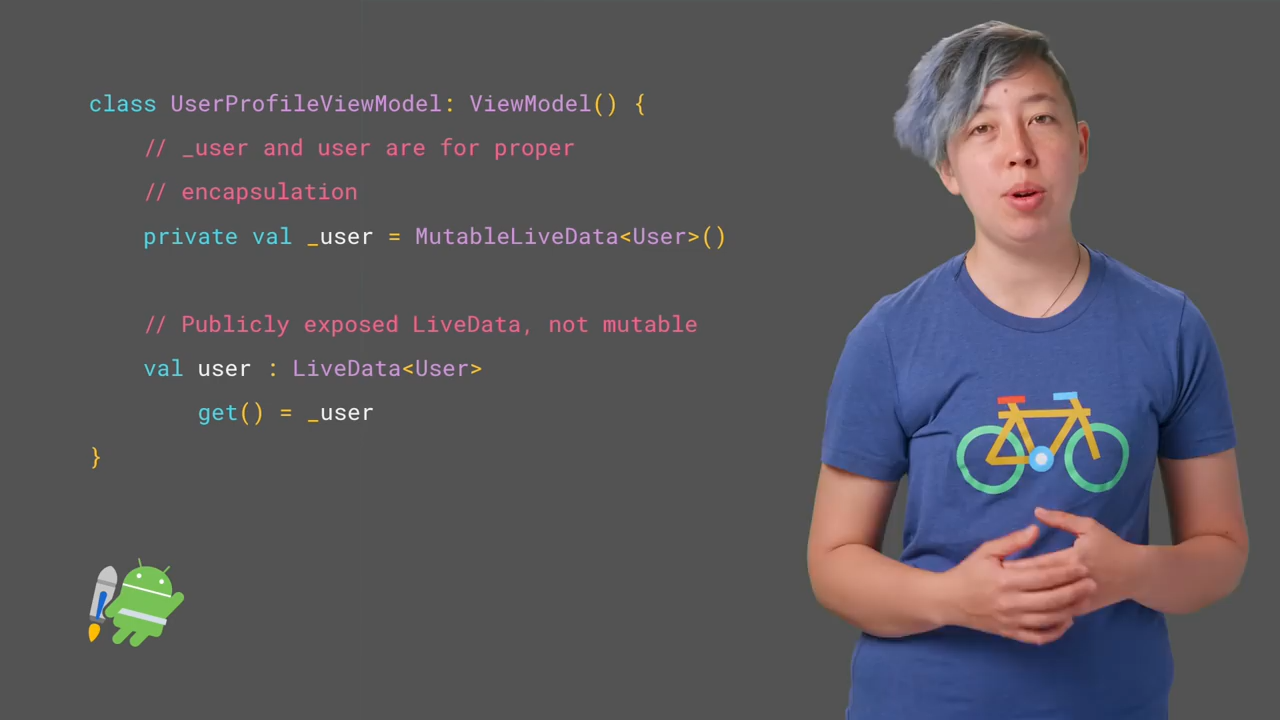 class UserProfileViewModel: ViewModel() {
// _user and user are for proper
// encapsulation
private val _user = MutableLiveData<User>()
// Publicly exposed LiveData, not mutable
val user : LiveData<User>
get() = _user
}